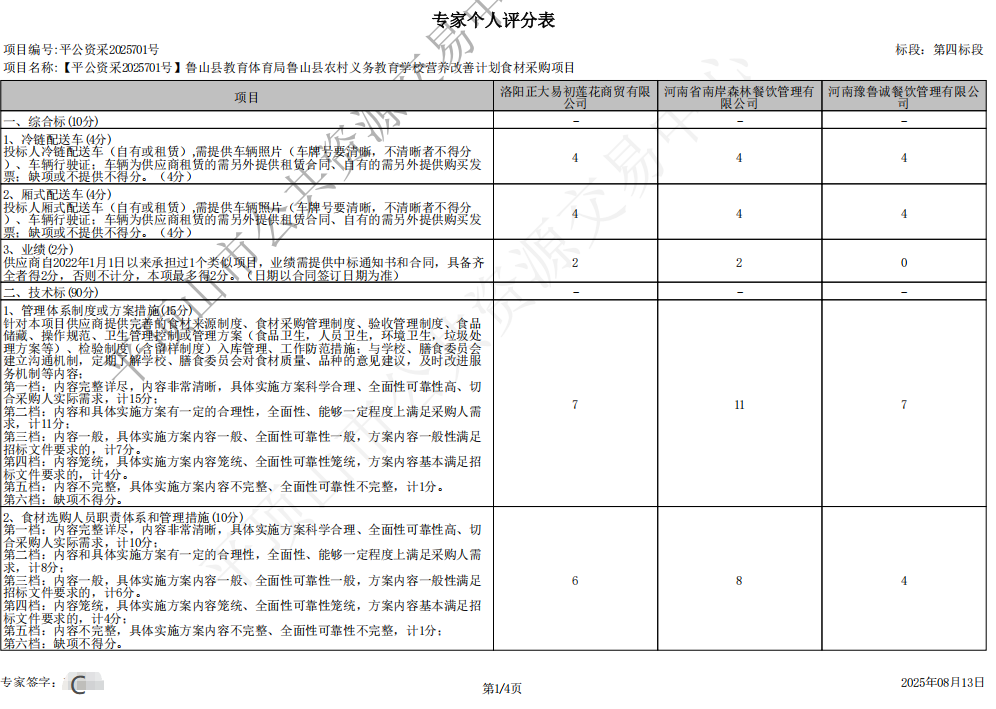 专家个人评分表
项目编号:平公资采2025701号
标段：第四标段
项目名称:【平公资采2025701号】鲁山县教育体育局鲁山县农村义务教育学校营养改善计划食材采购项目
项目
洛阳正大易初莲花商贸有限公司
河南省南岸森林餐饮管理有限公司
河南豫鲁诚餐饮管理有限公司
一、综合标(10分) - - -
1、冷链配送车(4分)
投标人冷链配送车（自有或租赁）,需提供车辆照片（车牌号要清晰，不清晰者不得分
）、车辆行驶证；车辆为供应商租赁的需另外提供租赁合同、自有的需另外提供购买发
票；缺项或不提供不得分。（4分）
4 4 4
2、厢式配送车(4分)
投标人厢式配送车（自有或租赁）,需提供车辆照片（车牌号要清晰，不清晰者不得分
）、车辆行驶证；车辆为供应商租赁的需另外提供租赁合同、自有的需另外提供购买发
票；缺项或不提供不得分。（4分）
4 4 4
3、业绩(2分)
供应商自2022年1月1日以来承担过1个类似项目，业绩需提供中标通知书和合同，具备齐
全者得2分，否则不计分，本项最多得2分。（日期以合同签订日期为准）
2 2 0
二、技术标(90分) - - -
1、管理体系制度或方案措施(15分)
针对本项目供应商提供完善的食材来源制度、食材采购管理制度、验收管理制度、食品
储藏、操作规范、卫生管理控制或管理方案（食品卫生，人员卫生，环境卫生，垃圾处
理方案等）、检验制度（含留样制度）入库管理、工作防范措施；与学校、膳食委员会
建立沟通机制，定期了解学校、膳食委员会对食材质量、品种的意见建议，及时改进服
务机制等内容；
第一档：内容完整详尽，内容非常清晰，具体实施方案科学合理、全面性可靠性高、切
合采购人实际需求，计15分；
第二档：内容和具体实施方案有一定的合理性，全面性、能够一定程度上满足采购人需
求，计11分；
第三档：内容一般，具体实施方案内容一般、全面性可靠性一般，方案内容一般性满足
招标文件要求的，计7分。
第四档：内容笼统，具体实施方案内容笼统、全面性可靠性笼统，方案内容基本满足招
标文件要求的，计4分。
第五档：内容不完整，具体实施方案内容不完整、全面性可靠性不完整，计1分。
第六档：缺项不得分。
7 11 7
2、食材选购人员职责体系和管理措施(10分)
第一档：内容完整详尽，内容非常清晰，具体实施方案科学合理、全面性可靠性高、切
合采购人实际需求，计10分；
第二档：内容和具体实施方案有一定的合理性，全面性、能够一定程度上满足采购人需
求，计8分；
第三档：内容一般，具体实施方案内容一般、全面性可靠性一般，方案内容一般性满足
招标文件要求的，计6分。
第四档：内容笼统，具体实施方案内容笼统、全面性可靠性笼统，方案内容基本满足招
标文件要求的，计4分；
第五档：内容不完整，具体实施方案内容不完整、全面性可靠性不完整，计1分；
第六档：缺项不得分。
6 8 4
专家签字：
第1/4页
2025年08月13日
平顶山市公共资源交易中心
平顶山市公共资源交易中心